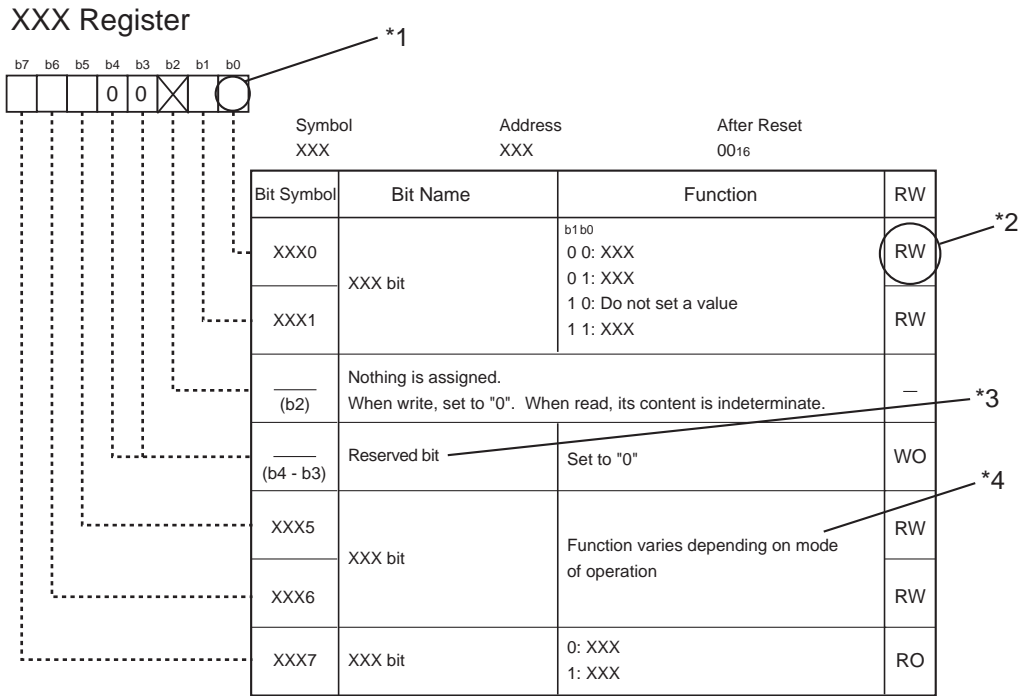 XXX Register
*1
b7 b6 b5 b4 b3 b2 b1 b0
0 0
Symbol Address After Reset
XXX XXX 0016
Bit Symbol Bit Name Function RW
*2
XXX0 XXX bit b1 b0 RW
0 0: XXX
0 1: XXX
1 0: Do not set a value
1 1: XXX
XXX1 RW
(b2) Nothing is assigned. –
When write, set to "0". When read, its content is indeterminate.
*3
(b4 - b3) Reserved bit Set to "0" WO
*4
XXX5 RW
XXX bit Function varies depending on mode
of operation
XXX6 RW
XXX7 XXX bit 0: XXX RO
1: XXX